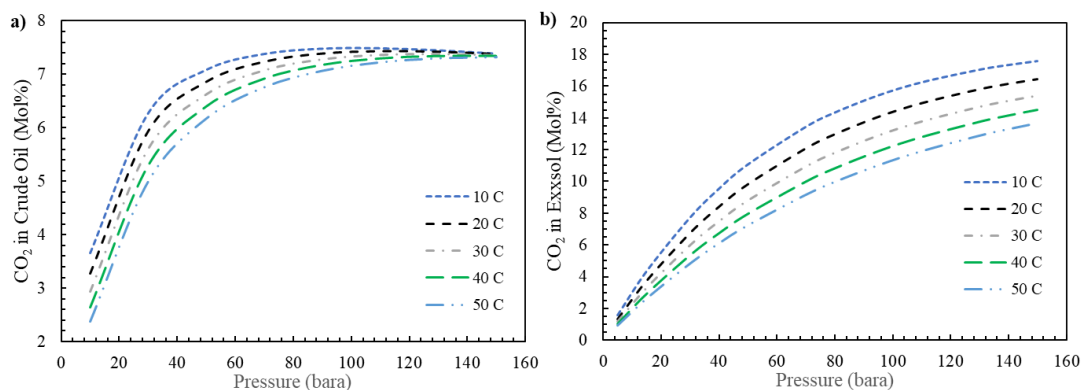 a)
CO2 in Crude Oil (Mol%)
8
7
6
5
4
3
2
0 20 40 60 80 100 120 140 160
Pressure (bara)
10 C
20 C
30 C
40 C
50 C
b)
CO2 in Exxsol (Mol%)
20
18
16
14
12
10
8
6
4
2
0
0 20 40 60 80 100 120 140 160
Pressure (bara)
10 C
20 C
30 C
40 C
50 C